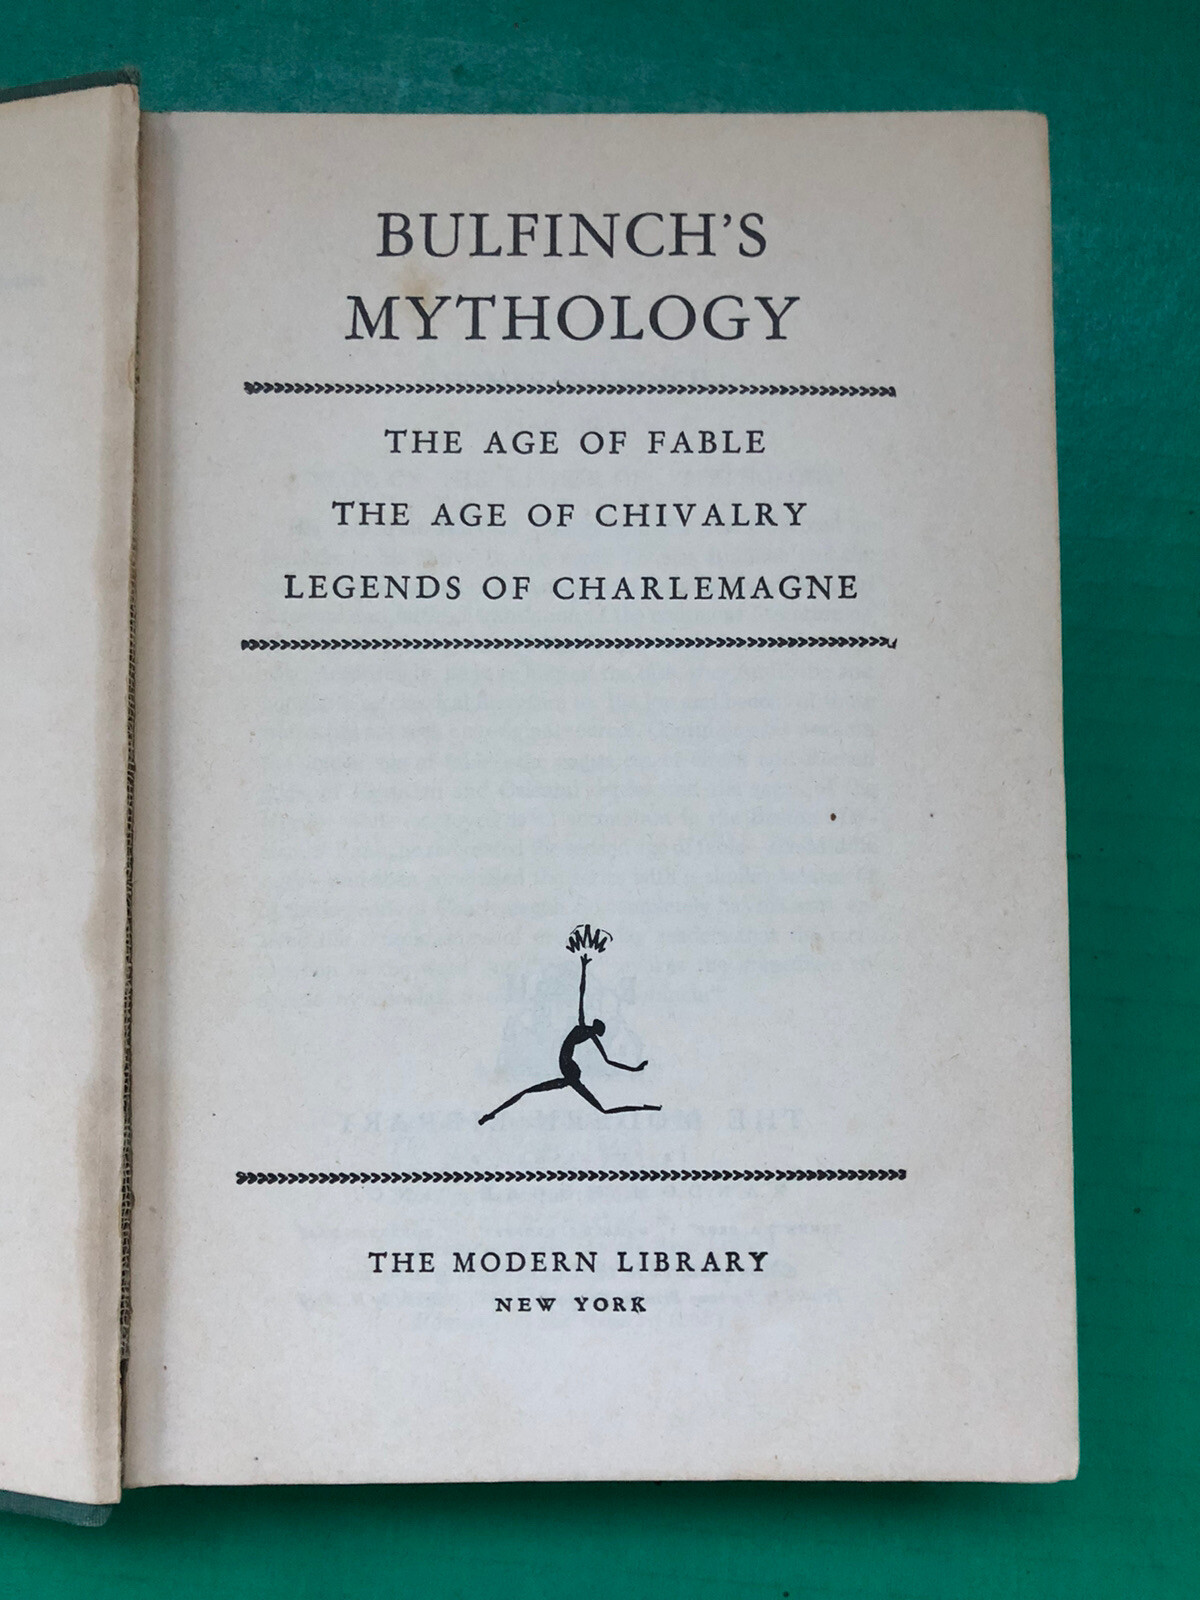 BULFINCH'S
MYTHOLOGY
THE AGE OF FABLE
THE AGE OF CHIVALRY
LEGENDS OF CHARLEMAGNE
THE MODERN LIBRARY
NEW YORK